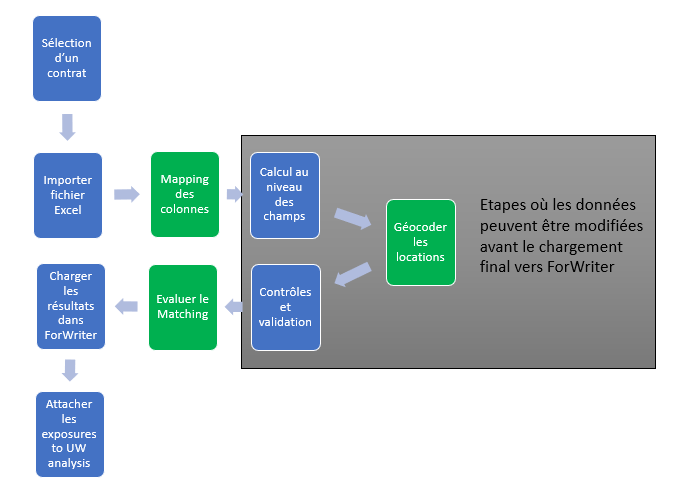 Sélection
d'un
contrat
Importer
fichier
Excel
Mapping
des
colonnes
Calcul au
niveau
des
champs
Géocoder
les
locations
Etapes où les données
peuvent être modifiées
avant le chargement
final vers ForWriter
Contrôles
et
validation
Evaluer le
Matching
Charger
les
résultats
dans
ForWriter
Attacher
les
exposures
to UW
analysis